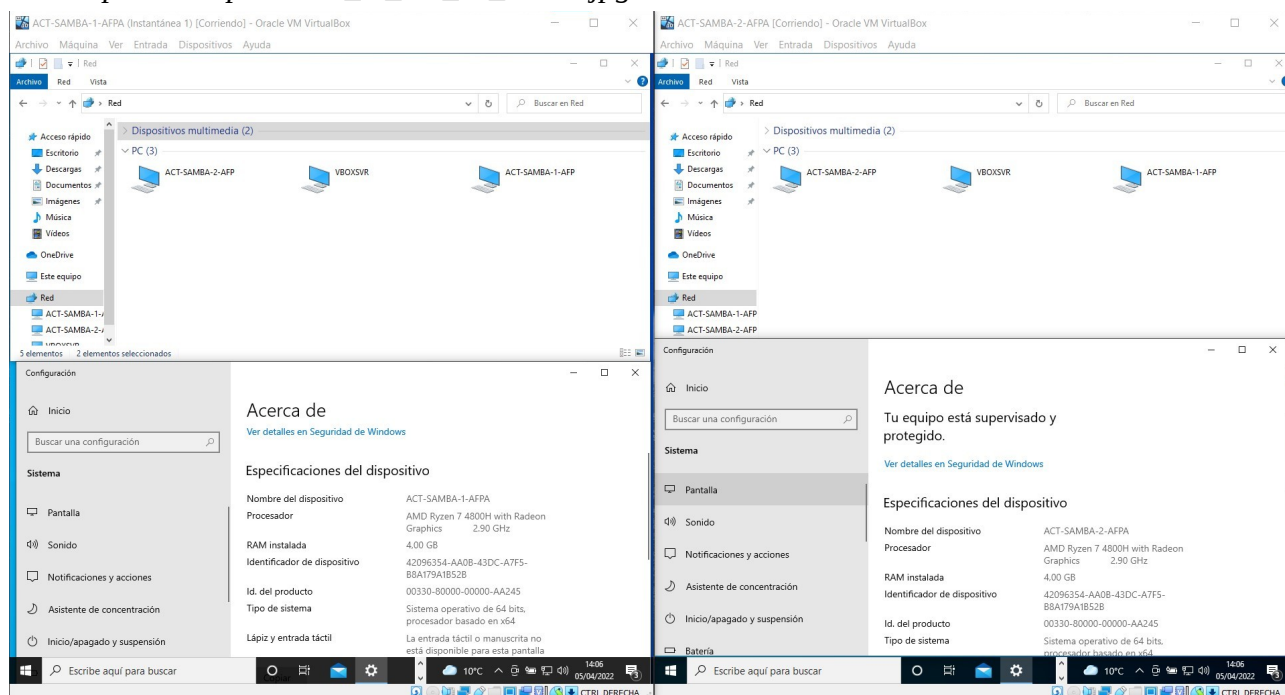 ACT-SAMBA-1-AFPA (Instantánea 1) [Corriendo] - Oracle VM VirtualBox
Archivo Máquina Ver Entrada Dispositivos Ayuda
Red
Archivo Red Vista
Red
Buscar en Red
Acceso rápido
Escritorio
Descargas
Documentos
Imágenes
Música
Vídeos
OneDrive
Este equipo
Red
ACT-SAMBA-1-
ACT-SAMBA-2-
Dispositivos multimedia (2)
PC (3)
ACT-SAMBA-2-AFP
VBOXSVR
ACT-SAMBA-1-AFP
5 elementos 2 elementos seleccionados
Configuración
Inicio
Buscar una configuración
Sistema
Pantalla
Sonido
Notificaciones y acciones
Asistente de concentración
Inicio/apagado y suspensión
Acerca de
Ver detalles en Seguridad de Windows
Especificaciones del dispositivo
Nombre del dispositivo ACT-SAMBA-1-AFPA
Procesador AMD Ryzen 7 4800H with Radeon
Graphics 2.90 GHz
RAM instalada 4,00 GB
Identificador de dispositivo 42096354-AA0B-43DC-A7F5-
B8A179A1B52B
Id. del producto 00330-80000-00000-AA245
Tipo de sistema Sistema operativo de 64 bits,
procesador basado en x64
Lápiz y entrada táctil La entrada táctil o manuscrita no
está disponible para esta pantalla
Escribe aquí para buscar
10°C
14:06
05/04/2022
CTRL DERECHA
ACT-SAMBA-2-AFPA [Corriendo] - Oracle VM VirtualBox
Archivo Máquina Ver Entrada Dispositivos Ayuda
Red
Archivo Red Vista
Red
Buscar en Red
Acceso rápido
Escritorio
Descargas
Documentos
Imágenes
Música
Vídeos
OneDrive
Este equipo
Red
ACT-SAMBA-1-AFP
ACT-SAMBA-2-AFP
Dispositivos multimedia (2)
PC (3)
ACT-SAMBA-2-AFP
VBOXSVR
ACT-SAMBA-1-AFP
Configuración
Inicio
Buscar una configuración
Sistema
Pantalla
Sonido
Notificaciones y acciones
Asistente de concentración
Inicio/apagado y suspensión
Batería
Acerca de
Tu equipo está supervisado y
protegido.
Ver detalles en Seguridad de Windows
Especificaciones del dispositivo
Nombre del dispositivo ACT-SAMBA-2-AFPA
Procesador AMD Ryzen 7 4800H with Radeon
Graphics 2.90 GHz
RAM instalada 4,00 GB
Identificador de dispositivo 42096354-AA0B-43DC-A7F5-
B8A179A1B52B
Id. del producto 00330-80000-00000-AA245
Tipo de sistema Sistema operativo de 64 bits,
procesador basado en x64
Escribe aquí para buscar
10°C
14:06
05/04/2022
CTRL DEREC